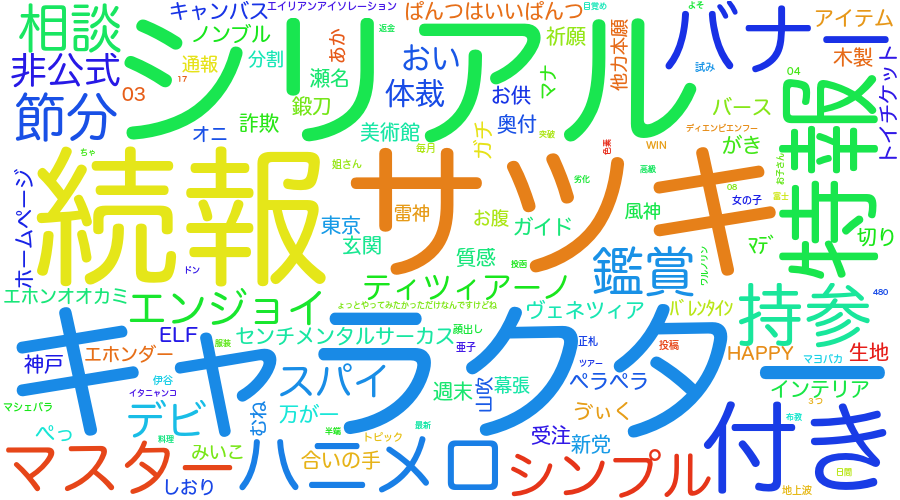 相談
キャンバス
エイリアンアイソレーション
ぱんつはいいぱんつ
目覚め
よそ
シリアル
バナー
アイテム
ノンブル
あか
返金
おい
祈願
他力本願
木製
非公式
通報
分割
瀬名
試み
トイチケット
17
03
体裁
お供
マナ
04
特報
節分
鍛刀
バース
オニ
詐欺
美術館
奥付
ガチ
突破
ディエンビエンフー
がき
ちゃ
毎月
色素
WIN
続報
サツキ
姐さん
高級
お子さん
劣化
08
女の子
富士
ホームページ
雷神
お腹
風神
東京
ガイド
切り
玄関
ﾏﾃﾞ
質感
鑑賞
ドン
投函
ワルノリン
エホンオオカミ
エンジョイ
ティツィアーノ
480
ょっとやってみたかっただけなんですけどね
ヴェネツィア
ﾊﾞﾚﾝﾀｲﾝ
持参
キャラクター
ELF
センチメンタルサーカス
顔出し
正札
服装
亜子
投稿
HAPPY
生地
神戸
エホンダー
ツアー
マヨバカ
伊谷
スパイ
幕張
ペラペラ
インテリア
マシェバラ
イタニャンコ
週末
山吹
3つ
デビ
むね
万が一
ゔぃく
付き
布教
ぺっ
料理
半端
トピック
最新
受注
新党
マスター
みいこ
ハニメロ
合いの手
シンプル
日間
しおり
地上波